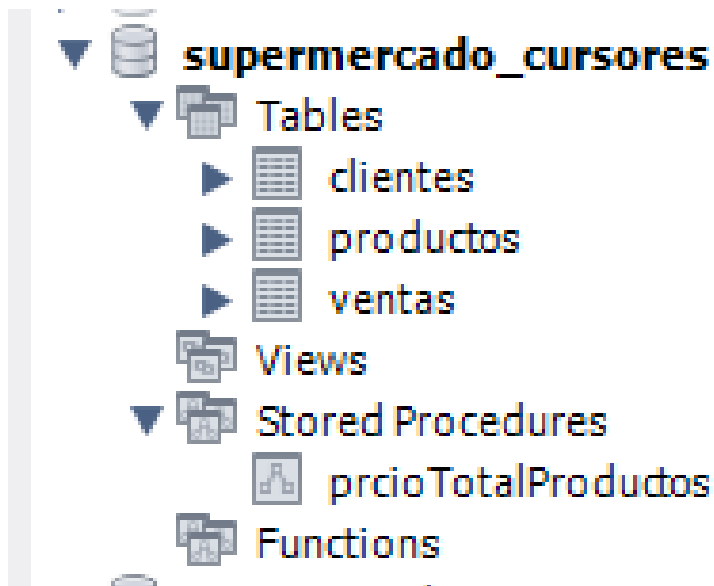 supermercado_cursores
Tables
clientes
productos
ventas
Views
Stored Procedures
prcioTotalProductos
Functions